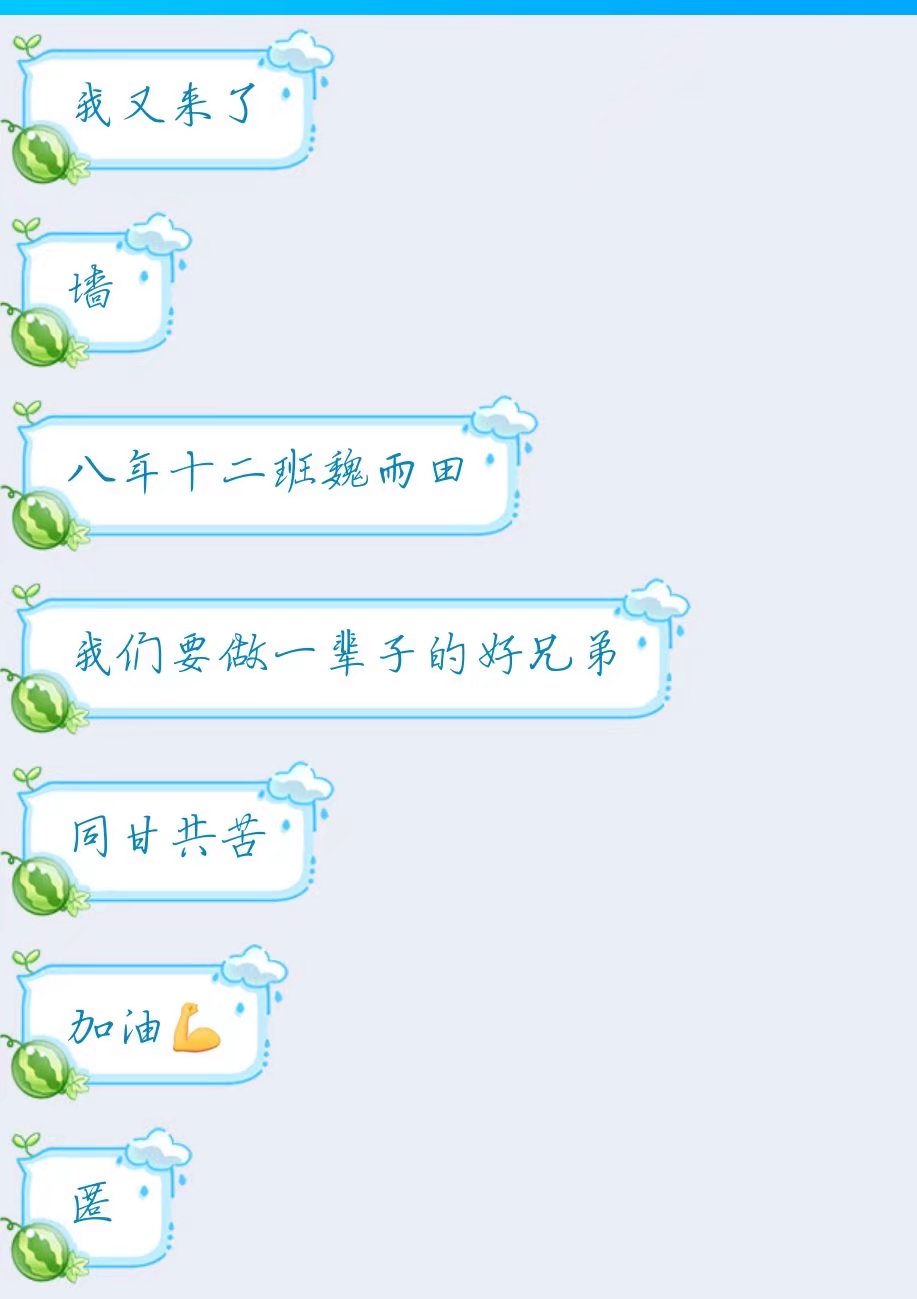 我又来了
墙
八年十二班魏雨田
我们要做一辈子的好兄弟
同甘共苦
加油💪
匿